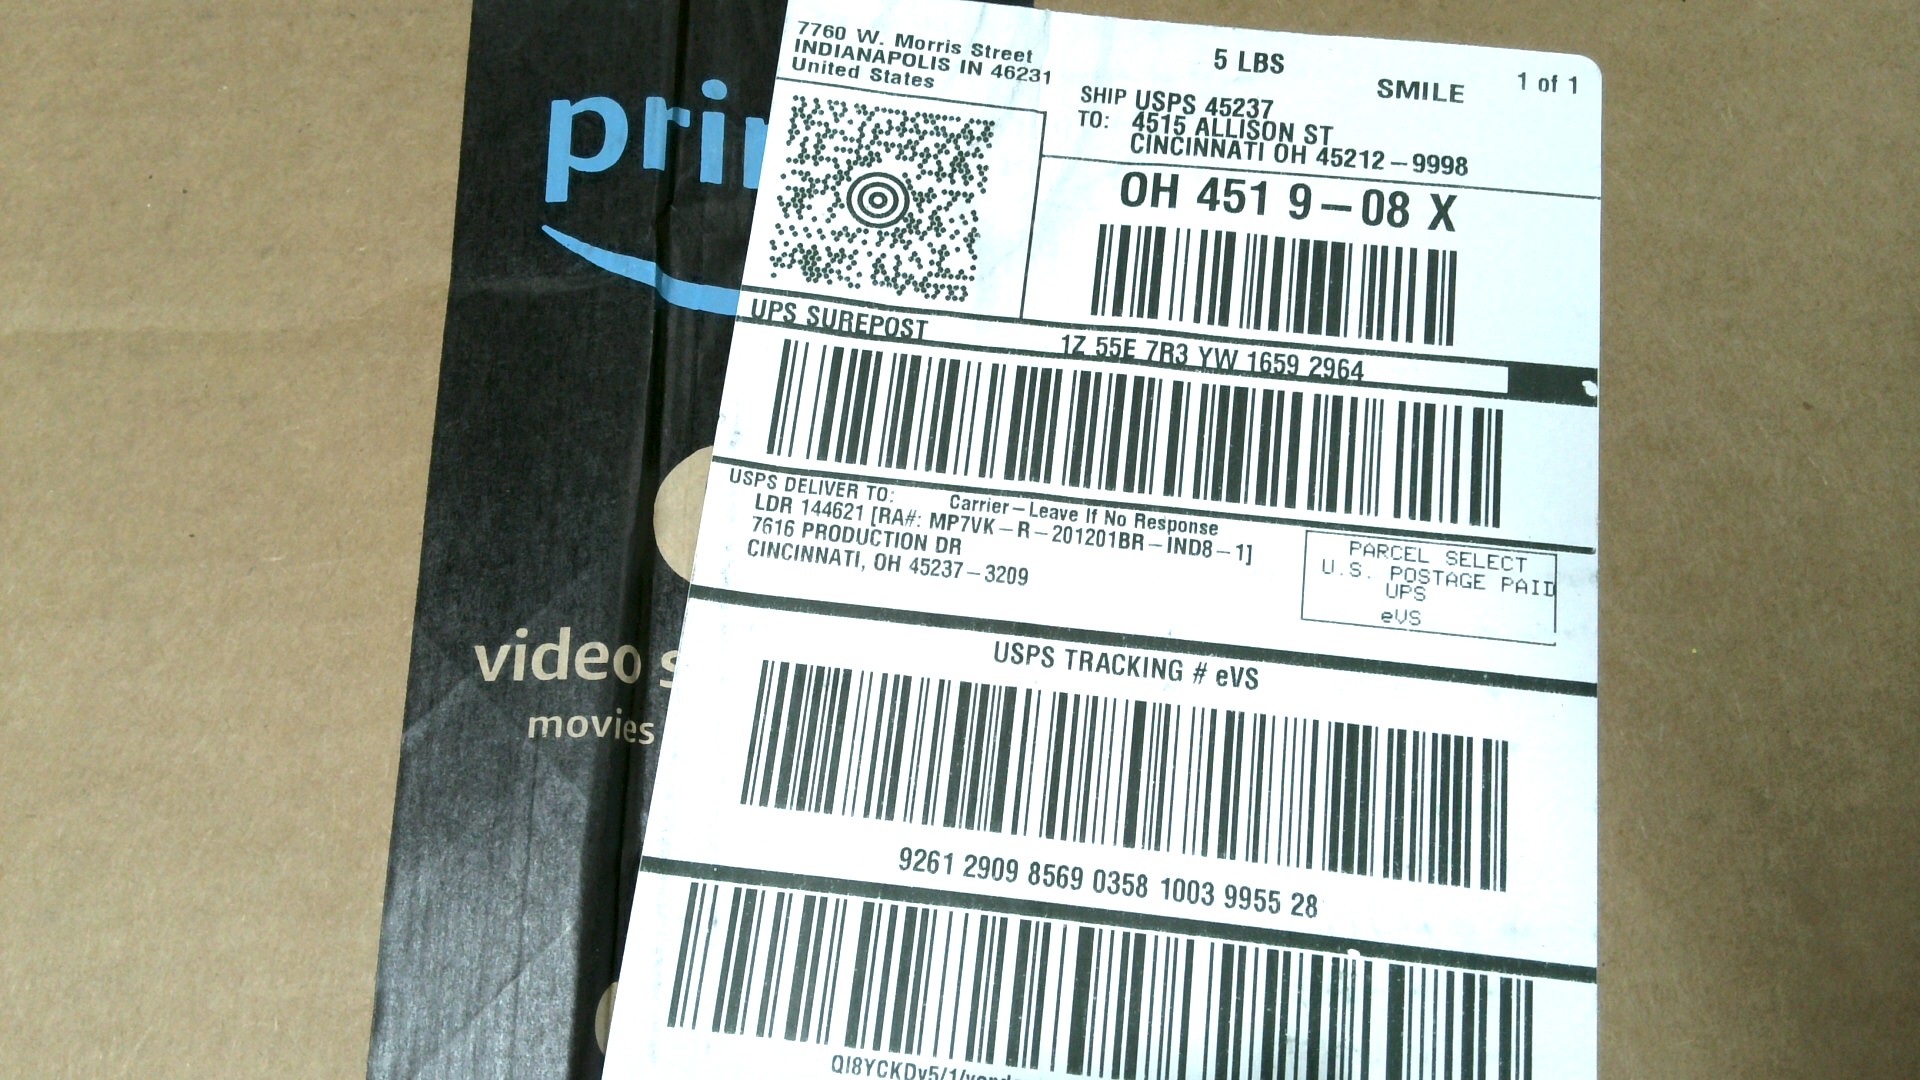 7760 W. Morris Street
INDIANAPOLIS IN 46231
United States
5 LBS
SMILE
1 of 1
SHIP TO:
USPS 45237
4515 ALLISON ST
CINCINNATI OH 45212-9998
OH 451 9-08 X
UPS SUREPOST
1Z 55E 7R3 YW 1659 2964
USPS DELIVER TO:
Carrier-Leave If No Response
LDR 144621 [RA#: MP7VK-R-201201BR-IND8-1]
7616 PRODUCTION DR
CINCINNATI, OH 45237-3209
PARCEL SELECT
U.S. POSTAGE PAID
UPS
eVS
USPS TRACKING # eVS
9261 2909 8569 0358 1003 9955 28
video
movies